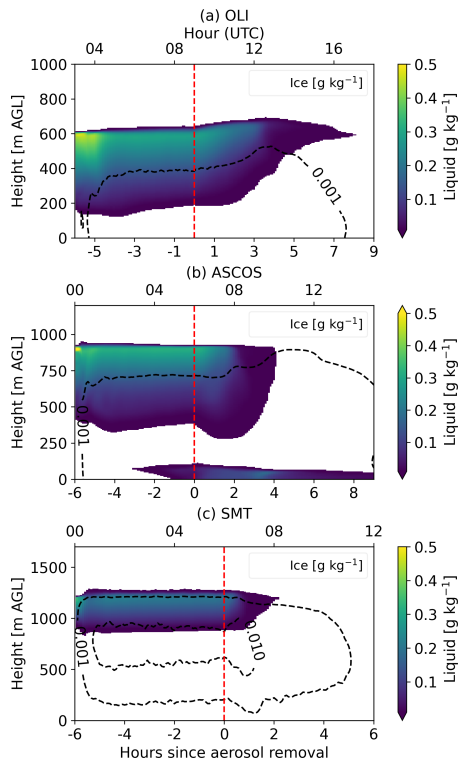 (a) OLI
Hour (UTC)
04 08 12 16
1000
800
600
400
200
0
Height [m AGL]
Ice [g kg⁻¹]
0.001
-5 -3 -1 1 3 5 7 9
0.5
0.4
0.3
0.2
0.1
Liquid [g kg⁻¹]
(b) ASCOS
00 05 10
1000
750
500
250
0
Height [m AGL]
Ice [g kg⁻¹]
0.001
-6 -4 -2 0 2 4 6 8
0.5
0.4
0.3
0.2
0.1
Liquid [g kg⁻¹]
(c) SMT
00 02 04 06 08 10 12
1500
1000
500
0
Height [m AGL]
Ice [g kg⁻¹]
0.001
0.010
-6 -4 -2 0 2 4 6
0.5
0.4
0.3
0.2
0.1
Liquid [g kg⁻¹]
Hours since aerosol removal